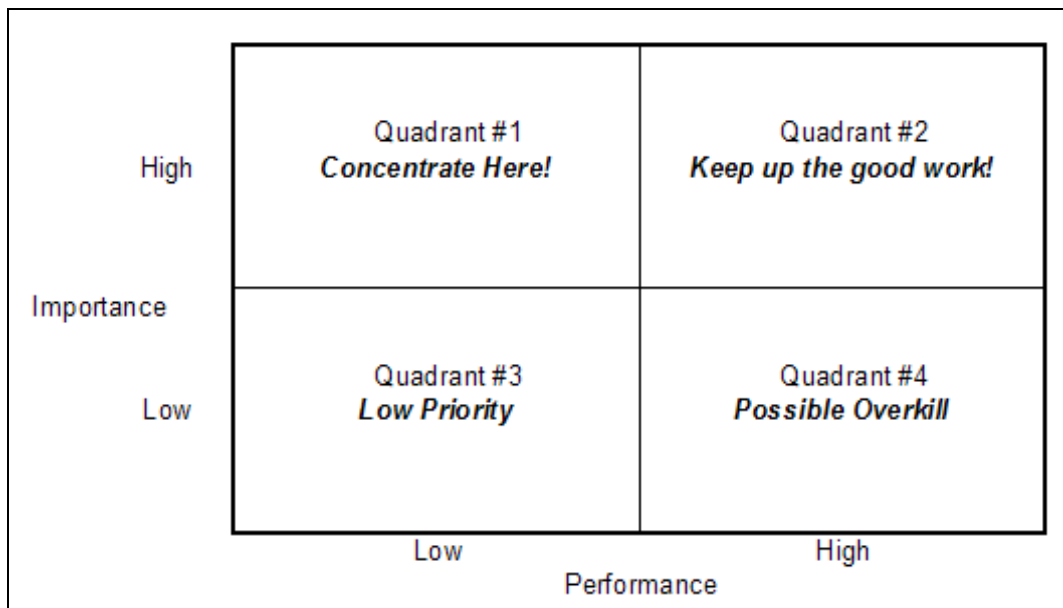 Quadrant #1
Concentrate Here!
Quadrant #2
Keep up the good work!
High
Importance
Quadrant #3
Low Priority
Quadrant #4
Possible Overkill
Low
Low
High
Performance